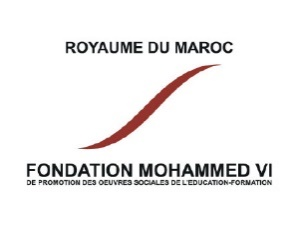 ROYAUME DU MAROC
FONDATION MOHAMMED VI
DE PROMOTION DES OEUVRES SOCIALES DE L'EDUCATION-FORMATION